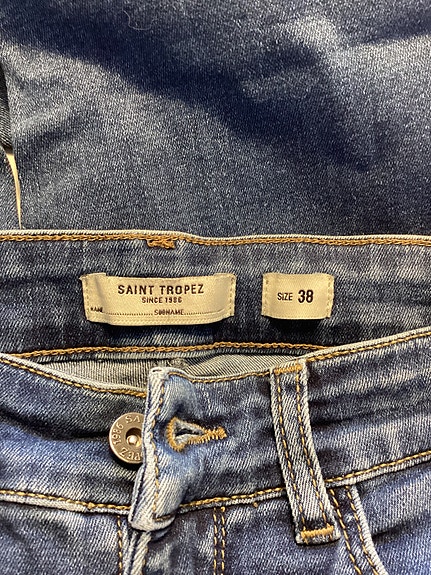 SAINT TROPEZ
SINCE 1986
NAME....................SURNAME....................
SIZE 38